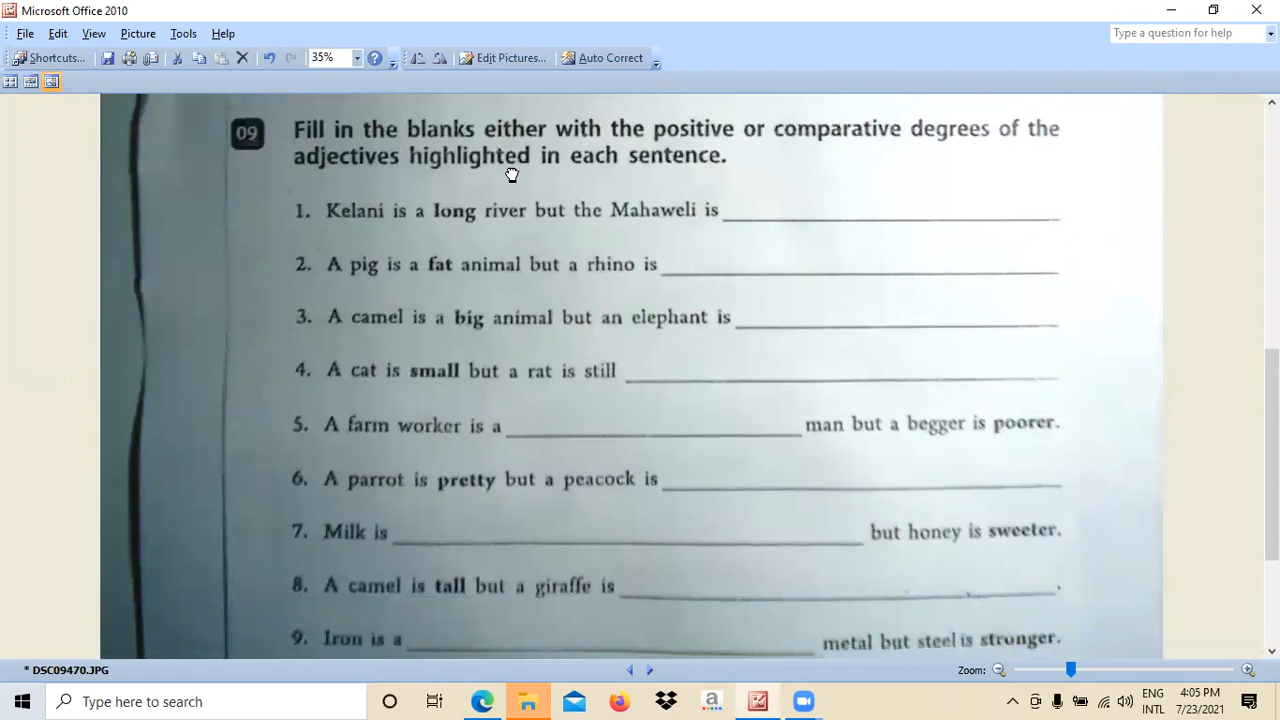 Microsoft Office 2010
File Edit View Picture Tools Help
Type a question for help
Shortcuts...
35%
Edit Pictures...
Auto Correct
09
Fill in the blanks either with the positive or comparative degrees of the
adjectives highlighted in each sentence.
1. Kelani is a long river but the Mahaweli is
2. A pig is a fat animal but a rhino is
3. A camel is a big animal but an elephant is
4. A cat is small but a rat is still
5. A farm worker is a man but a begger is poorer.
6. A parrot is pretty but a peacock is
7. Milk is but honey is sweeter.
8. A camel is tall but a giraffe is .
9. Iron is a metal but steel is stronger.
* DSC09470.JPG
Zoom:
Type here to search
ENG
INTL
4:05 PM
7/23/2021